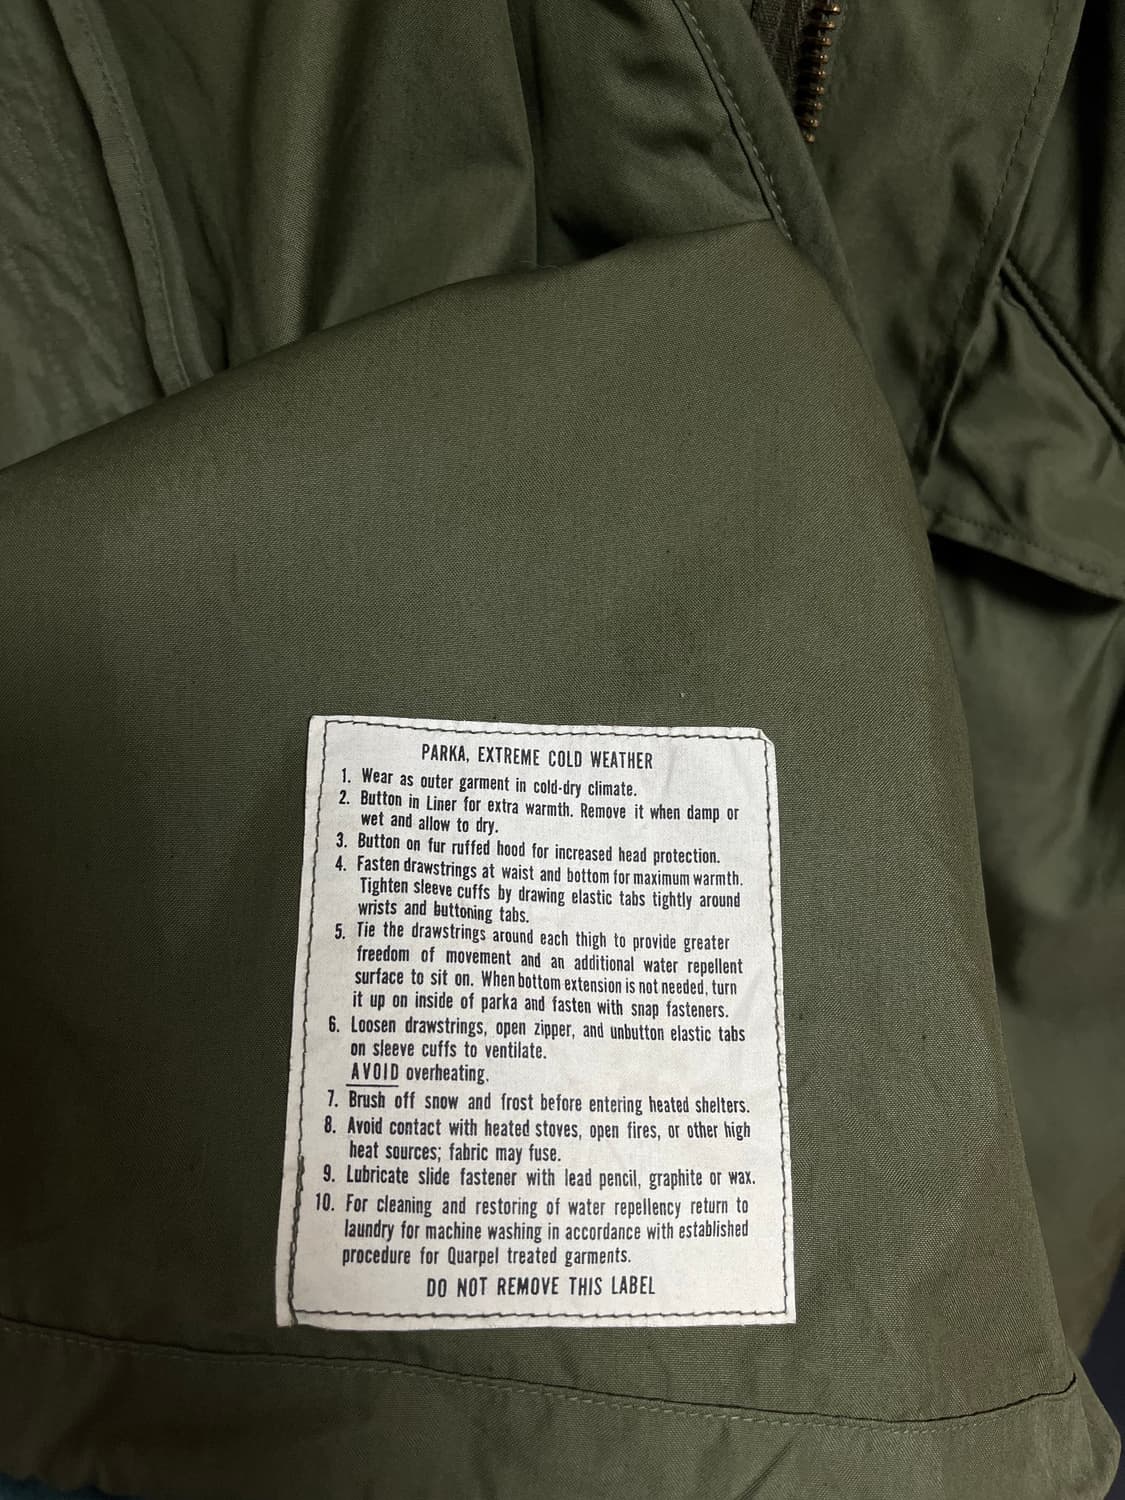 PARKA, EXTREME COLD WEATHER
1. Wear as outer garment in cold-dry climate.
2. Button in Liner for extra warmth. Remove it when damp or
wet and allow to dry.
3. Button on fur ruffed hood for increased head protection.
4. Fasten drawstrings at waist and bottom for maximum warmth.
Tighten sleeve cuffs by drawing elastic tabs tightly around
wrists and buttoning tabs.
5. Tie the drawstrings around each thigh to provide greater
freedom of movement and an additional water repellent
surface to sit on. When bottom extension is not needed, turn
it up on inside of parka and fasten with snap fasteners.
6. Loosen drawstrings, open zipper, and unbutton elastic tabs
on sleeve cuffs to ventilate.
AVOID overheating.
7. Brush off snow and frost before entering heated shelters.
8. Avoid contact with heated stoves, open fires, or other high
heat sources; fabric may fuse.
9. Lubricate slide fastener with lead pencil, graphite or wax.
10. For cleaning and restoring of water repellency return to
laundry for machine washing in accordance with established
procedure for Quarpel treated garments.
DO NOT REMOVE THIS LABEL